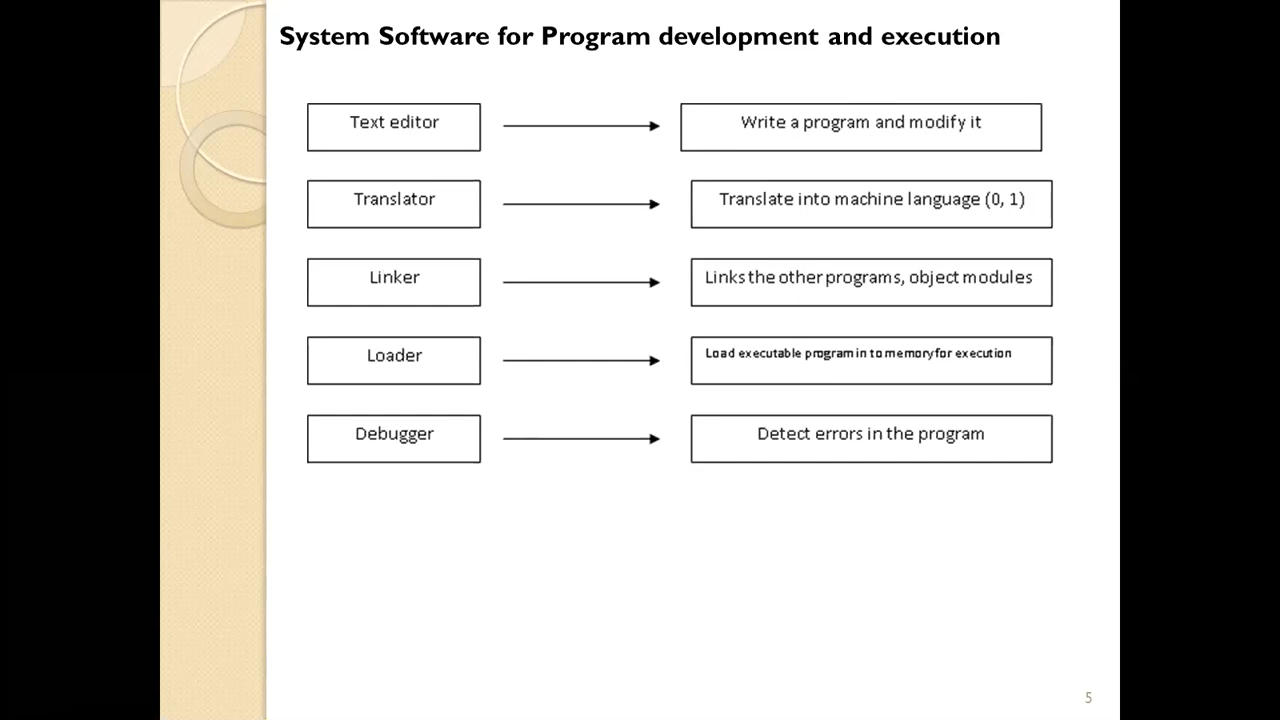 System Software for Program development and execution
Text editor
Write a program and modify it
Translator
Translate into machine language (0, 1)
Linker
Links the other programs, object modules
Loader
Load executable program in to memory for execution
Debugger
Detect errors in the program
5